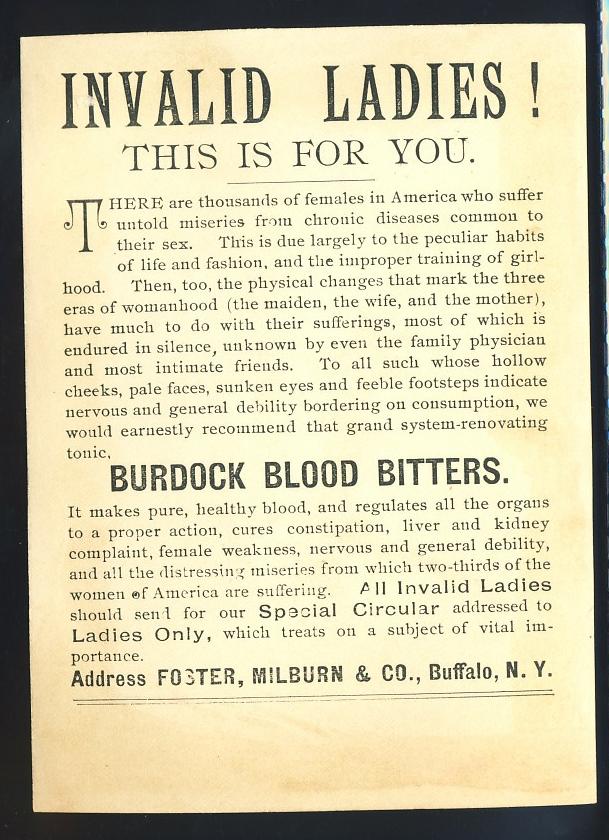 INVALID LADIES!
THIS IS FOR YOU.
THERE are thousands of females in America who suffer
untold miseries from chronic diseases common to
their sex. This is due largely to the peculiar habits
of life and fashion, and the improper training of girl-
hood. Then, too, the physical changes that mark the three
eras of womanhood (the maiden, the wife, and the mother),
have much to do with their sufferings, most of which is
endured in silence, unknown by even the family physician
and most intimate friends. To all such whose hollow
cheeks, pale faces, sunken eyes and feeble footsteps indicate
nervous and general debility bordering on consumption, we
would earnestly recommend that grand system-renovating
tonic,
BURDOCK BLOOD BITTERS.
It makes pure, healthy blood, and regulates all the organs
to a proper action, cures constipation, liver and kidney
complaint, female weakness, nervous and general debility,
and all the distressing miseries from which two-thirds of the
women of America are suffering. All Invalid Ladies
should send for our Special Circular addressed to
Ladies Only, which treats on a subject of vital im-
portance.
Address FOSTER, MILBURN & CO., Buffalo, N. Y.